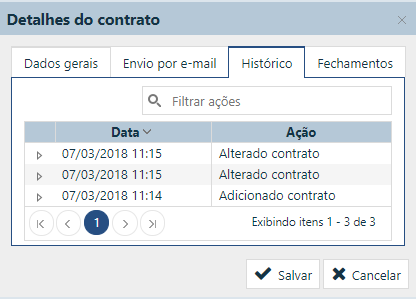 Detalhes do contrato
Dados gerais Envio por e-mail Histórico Fechamentos
Filtrar ações
Data Ação
07/03/2018 11:15 Alterado contrato
07/03/2018 11:15 Alterado contrato
07/03/2018 11:14 Adicionado contrato
1 Exibindo itens 1 - 3 de 3
Salvar Cancelar